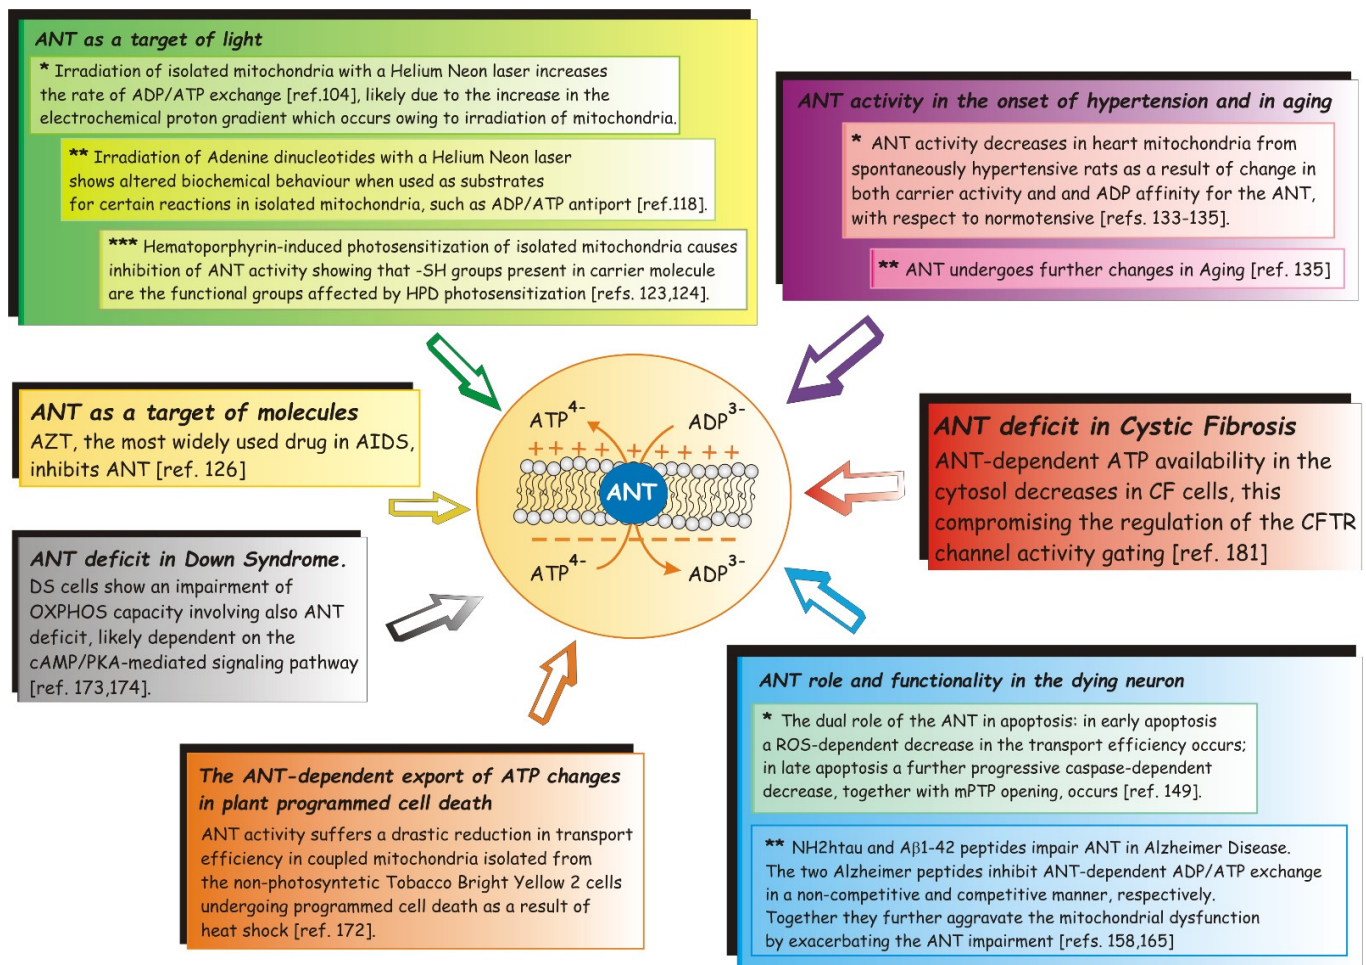 ANT as a target of light
* Irradiation of isolated mitochondria with a Helium Neon laser increases
the rate of ADP/ATP exchange [ref.104], likely due to the increase in the
electrochemical proton gradient which occurs owing to irradiation of mitochondria.
** Irradiation of Adenine dinucleotides with a Helium Neon laser
shows altered biochemical behaviour when used as substrates
for certain reactions in isolated mitochondria, such as ADP/ATP antiport [ref.118].
*** Hematoporphyrin-induced photosensitization of isolated mitochondria causes
inhibition of ANT activity showing that -SH groups present in carrier molecule
are the functional groups affected by HPD photosensitization [refs. 123,124].
ANT activity in the onset of hypertension and in aging
* ANT activity decreases in heart mitochondria from
spontaneously hypertensive rats as a result of change in
both carrier activity and and ADP affinity for the ANT,
with respect to normotensive [refs. 133-135].
** ANT undergoes further changes in Aging [ref. 135]
ANT as a target of molecules
AZT, the most widely used drug in AIDS,
inhibits ANT [ref. 126]
ATP4- ADP3-
+ + + + + + + + + +
ANT
ATP4- ADP3-
ANT deficit in Cystic Fibrosis
ANT-dependent ATP availability in the
cytosol decreases in CF cells, this
compromising the regulation of the CFTR
channel activity gating [ref. 181]
ANT deficit in Down Syndrome.
DS cells show an impairment of
OXPHOS capacity involving also ANT
deficit, likely dependent on the
cAMP/PKA-mediated signaling pathway
[ref. 173,174].
The ANT-dependent export of ATP changes
in plant programmed cell death
ANT activity suffers a drastic reduction in transport
efficiency in coupled mitochondria isolated from
the non-photosyntetic Tobacco Bright Yellow 2 cells
undergoing programmed cell death as a result of
heat shock [ref. 172].
ANT role and functionality in the dying neuron
* The dual role of the ANT in apoptosis: in early apoptosis
a ROS-dependent decrease in the transport efficiency occurs;
in late apoptosis a further progressive caspase-dependent
decrease, together with mPTP opening, occurs [ref. 149].
** NH2htau and Aβ1-42 peptides impair ANT in Alzheimer Disease.
The two Alzheimer peptides inhibit ANT-dependent ADP/ATP exchange
in a non-competitive and competitive manner, respectively.
Together they further aggravate the mitochondrial dysfunction
by exacerbating the ANT impairment [refs. 158,165]